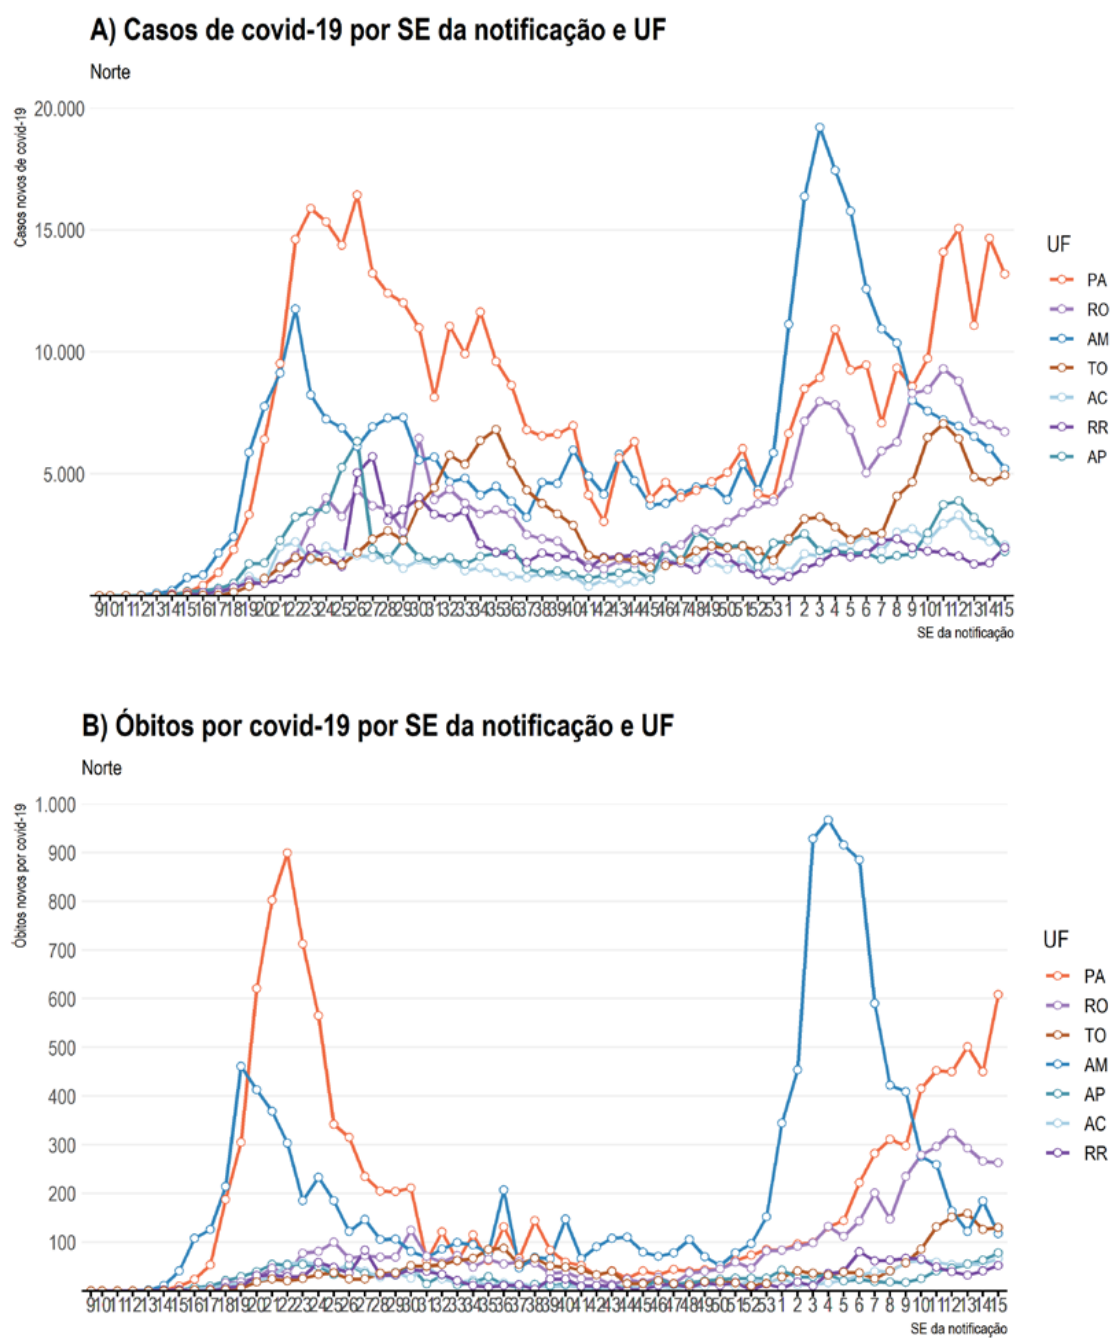 A) Casos de covid-19 por SE da notificação e UF
Norte
Casos novos de covid-19
20.000
15.000
10.000
5.000
9 10 11 12 13 14 15 16 17 18 19 20 21 22 23 24 25 26 27 28 29 30 31 32 33 34 35 36 37 38 39 40 41 42 43 44 45 46 47 48 49 50 51 52 53 1 2 3 4 5 6 7 8 9 10 11 12 13 14 15
SE da notificação
UF
PA
RO
AM
TO
AC
RR
AP
B) Óbitos por covid-19 por SE da notificação e UF
Norte
Óbitos novos por covid-19
1.000
900
800
700
600
500
400
300
200
100
9 10 11 12 13 14 15 16 17 18 19 20 21 22 23 24 25 26 27 28 29 30 31 32 33 34 35 36 37 38 39 40 41 42 43 44 45 46 47 48 49 50 51 52 53 1 2 3 4 5 6 7 8 9 10 11 12 13 14 15
SE da notificação
UF
PA
RO
TO
AM
AP
AC
RR